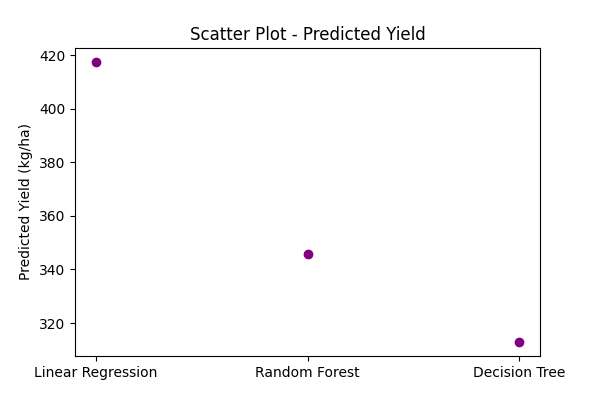 Scatter Plot - Predicted Yield
Predicted Yield (kg/ha)
420
400
380
360
340
320
Linear Regression
Random Forest
Decision Tree